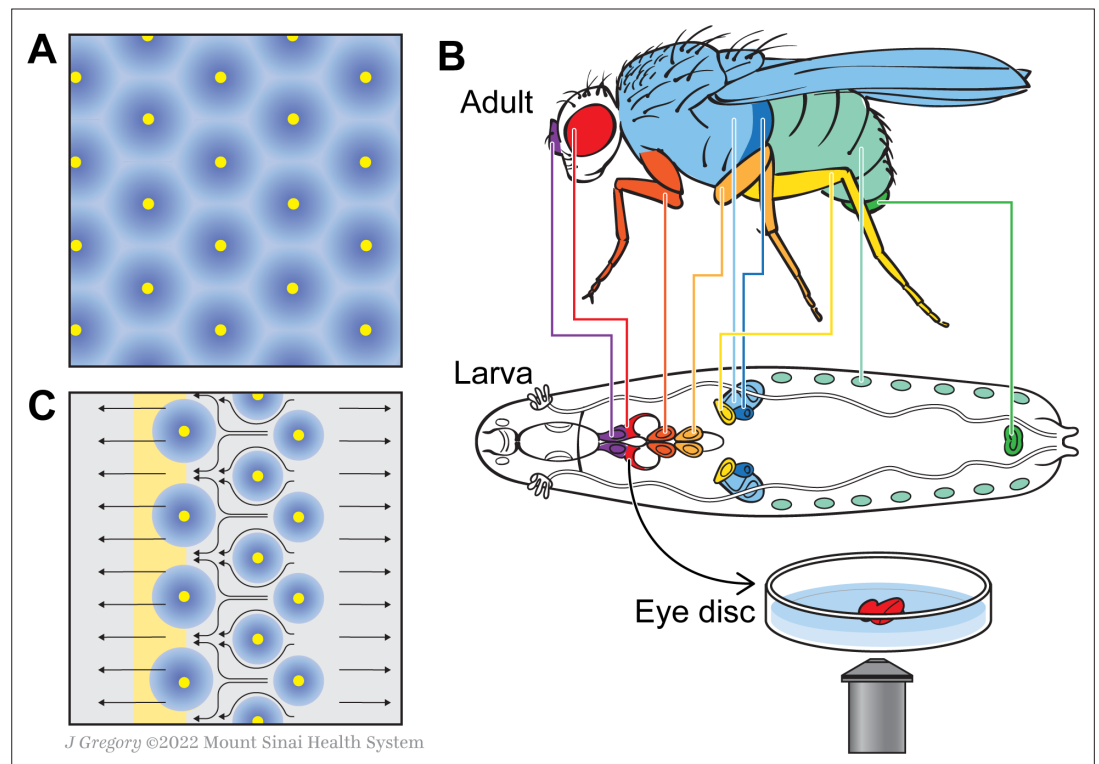 A
B
Adult
Larva
C
Eye disc
J Gregory ©2022 Mount Sinai Health System